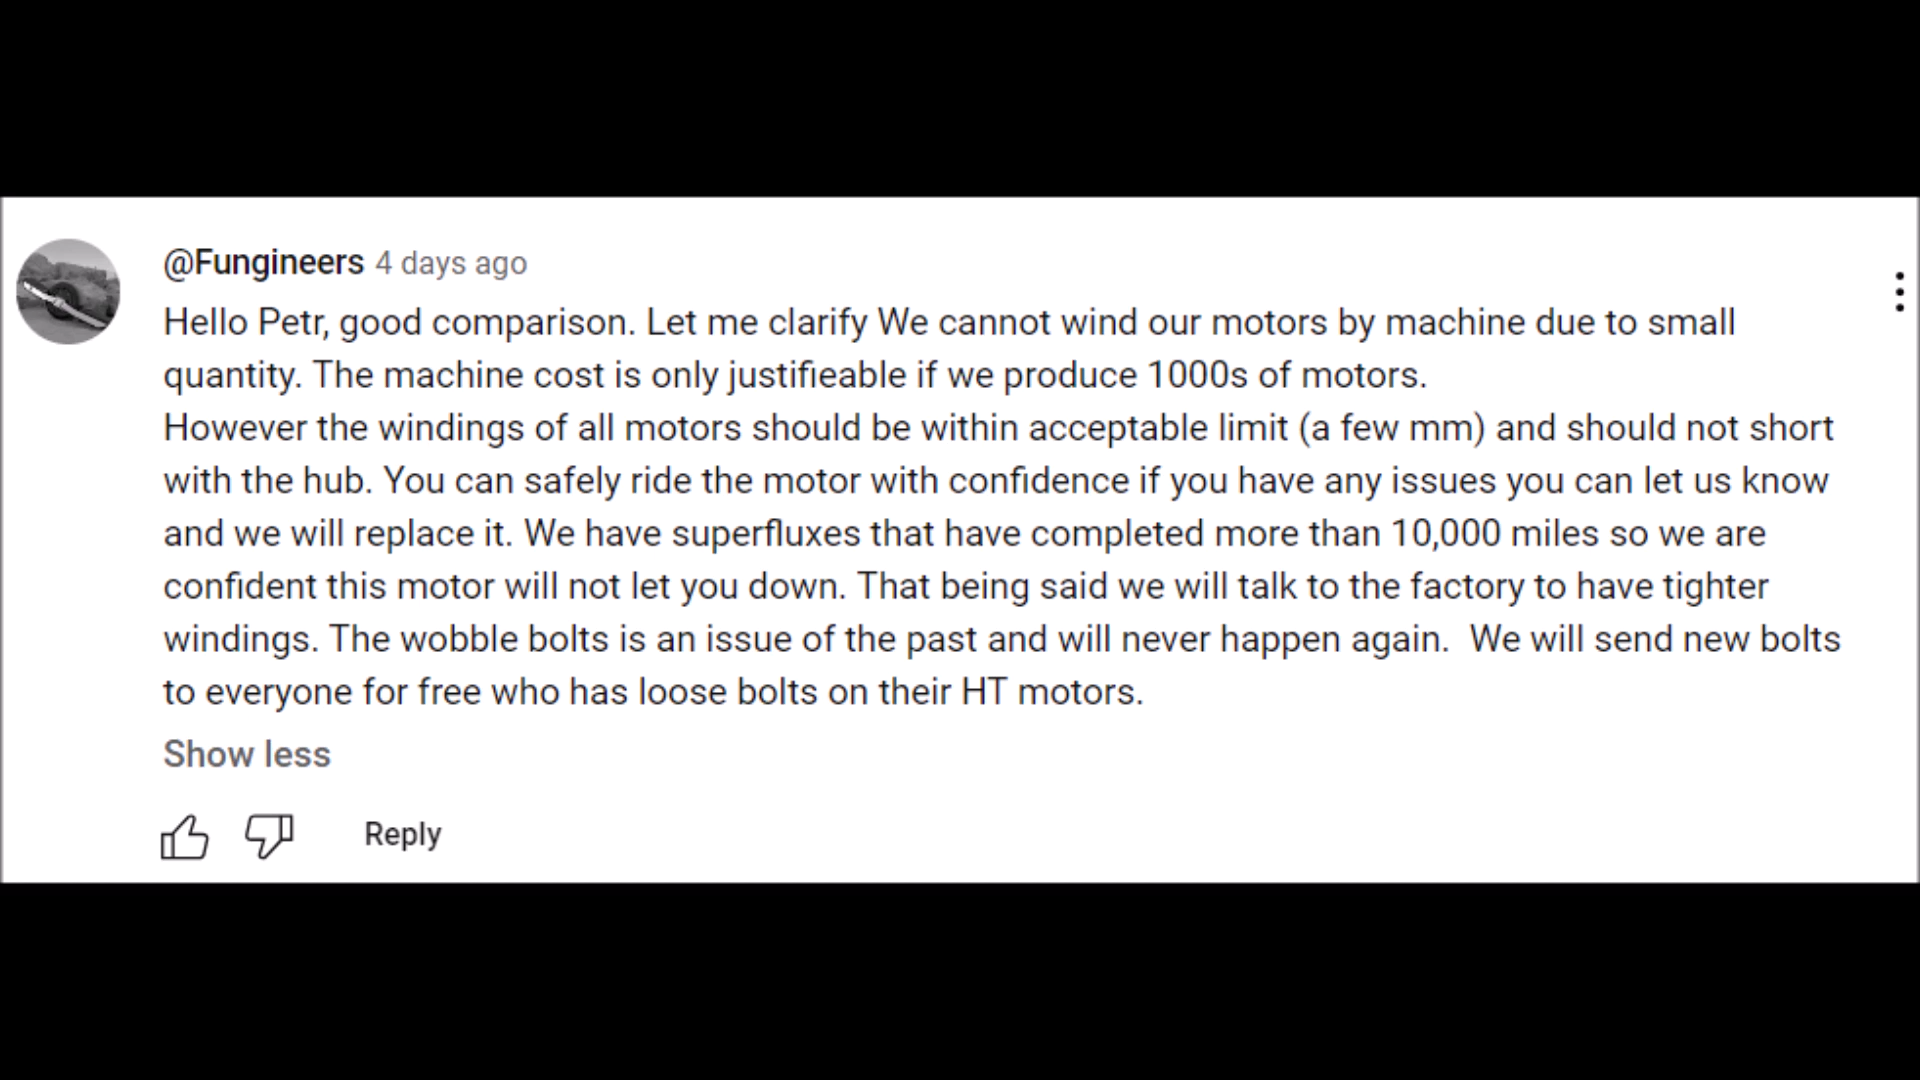 @Fungineers 4 days ago
Hello Petr, good comparison. Let me clarify We cannot wind our motors by machine due to small
quantity. The machine cost is only justifieable if we produce 1000s of motors.
However the windings of all motors should be within acceptable limit (a few mm) and should not short
with the hub. You can safely ride the motor with confidence if you have any issues you can let us know
and we will replace it. We have superfluxes that have completed more than 10,000 miles so we are
confident this motor will not let you down. That being said we will talk to the factory to have tighter
windings. The wobble bolts is an issue of the past and will never happen again.  We will send new bolts
to everyone for free who has loose bolts on their HT motors.
Show less
Reply